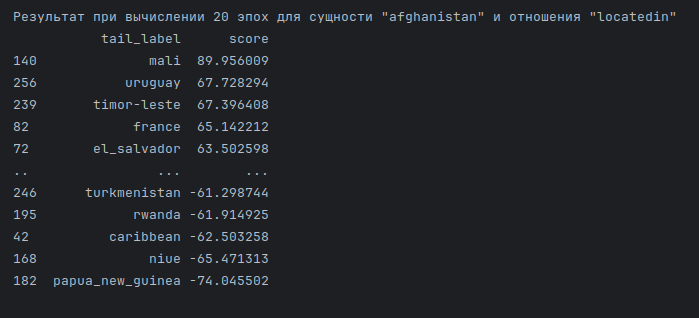 Результат при вычислении 20 эпох для сущности "afghanistan" и отношения "locatedin"
tail_label score
140 mali 89.956009
256 uruguay 67.728294
239 timor-leste 67.396408
82 france 65.142212
72 el_salvador 63.502598
.. ... ...
246 turkmenistan -61.298744
195 rwanda -61.914925
42 caribbean -62.503258
168 niue -65.471313
182 papua_new_guinea -74.045502